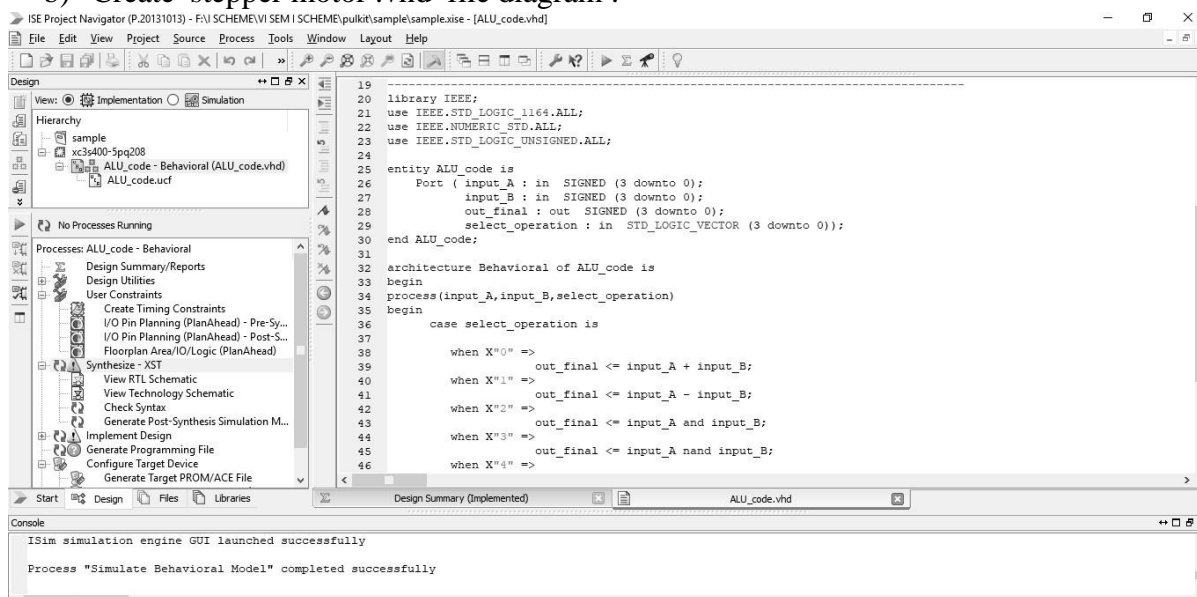 b) Create stepper motor .vhd file diagram .
ISE Project Navigator (P.20131013) - F:\I SCHEME\VI SEM I SCHEME\pulkit\sample\sample.xise - [ALU_code.vhd]
File Edit View Project Source Process Tools Window Layout Help
Design
View: Implementation Simulation
Hierarchy
sample
xc3s400-5pq208
ALU_code - Behavioral (ALU_code.vhd)
ALU_code.ucf
No Processes Running
Processes: ALU_code - Behavioral
Design Summary/Reports
Design Utilities
User Constraints
Create Timing Constraints
I/O Pin Planning (PlanAhead) - Pre-Sy...
I/O Pin Planning (PlanAhead) - Post-S...
Floorplan Area/IO/Logic (PlanAhead)
Synthesize - XST
View RTL Schematic
View Technology Schematic
Check Syntax
Generate Post-Synthesis Simulation M...
Implement Design
Generate Programming File
Configure Target Device
Generate Target PROM/ACE File
Start Design Files Libraries
19 ----------------------------------------------------------------------------------
20 library IEEE;
21 use IEEE.STD_LOGIC_1164.ALL;
22 use IEEE.NUMERIC_STD.ALL;
23 use IEEE.STD_LOGIC_UNSIGNED.ALL;
24
25 entity ALU_code is
26 Port ( input_A : in SIGNED (3 downto 0);
27 input_B : in SIGNED (3 downto 0);
28 out_final : out SIGNED (3 downto 0);
29 select_operation : in STD_LOGIC_VECTOR (3 downto 0));
30 end ALU_code;
31
32 architecture Behavioral of ALU_code is
33 begin
34 process(input_A,input_B,select_operation)
35 begin
36 case select_operation is
37
38 when X"0" =>
39 out_final <= input_A + input_B;
40 when X"1" =>
41 out_final <= input_A - input_B;
42 when X"2" =>
43 out_final <= input_A and input_B;
44 when X"3" =>
45 out_final <= input_A nand input_B;
46 when X"4" =>
Design Summary (Implemented) ALU_code.vhd
Console
ISim simulation engine GUI launched successfully
Process "Simulate Behavioral Model" completed successfully